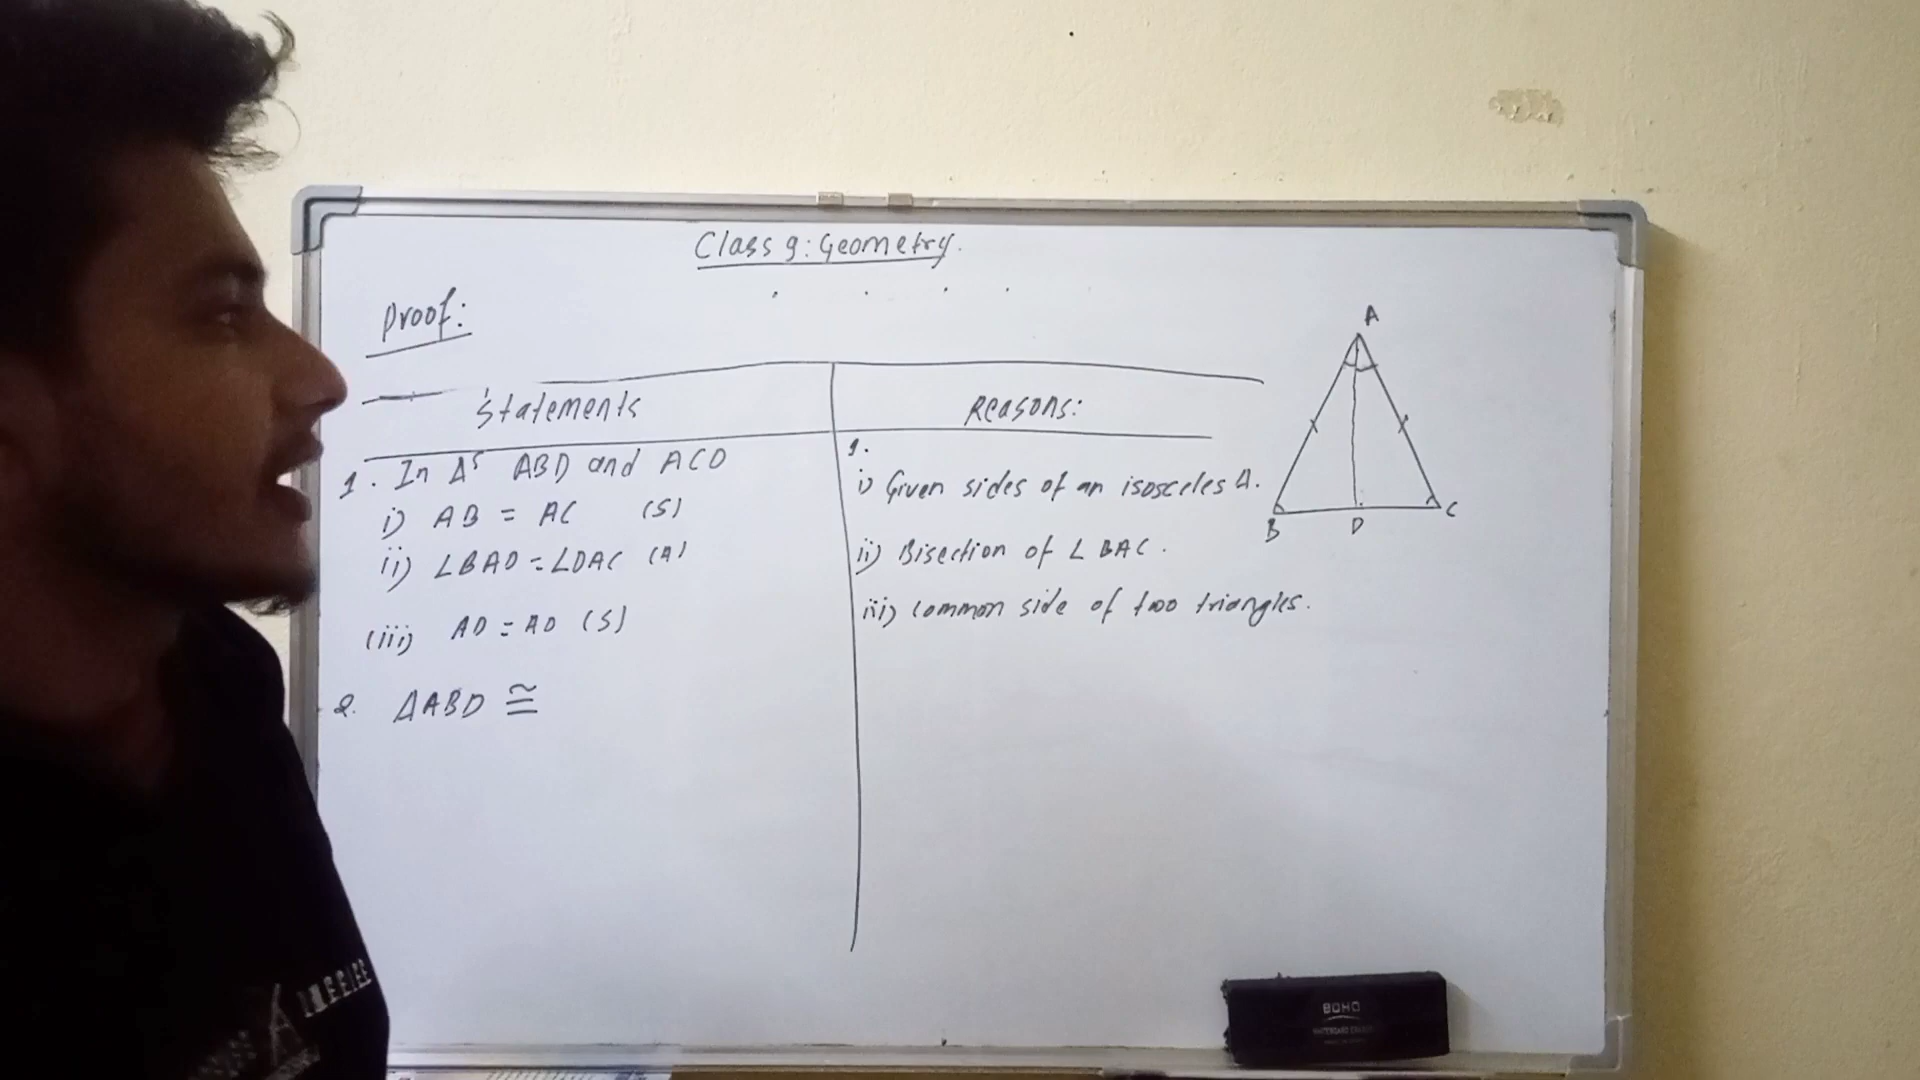 Class 9: Geometry.
Proof:
Statements
Reasons:
1. In Δs ABD and ACD
i) AB = AC (S)
ii) ∠BAD = ∠DAC (A)
(iii) AD = AD (S)
2. ΔABD ≅
1.
i) Given sides of an isosceles Δ.
ii) Bisection of ∠BAC.
iii) Common side of two triangles.
A
B
D
C
BOHO